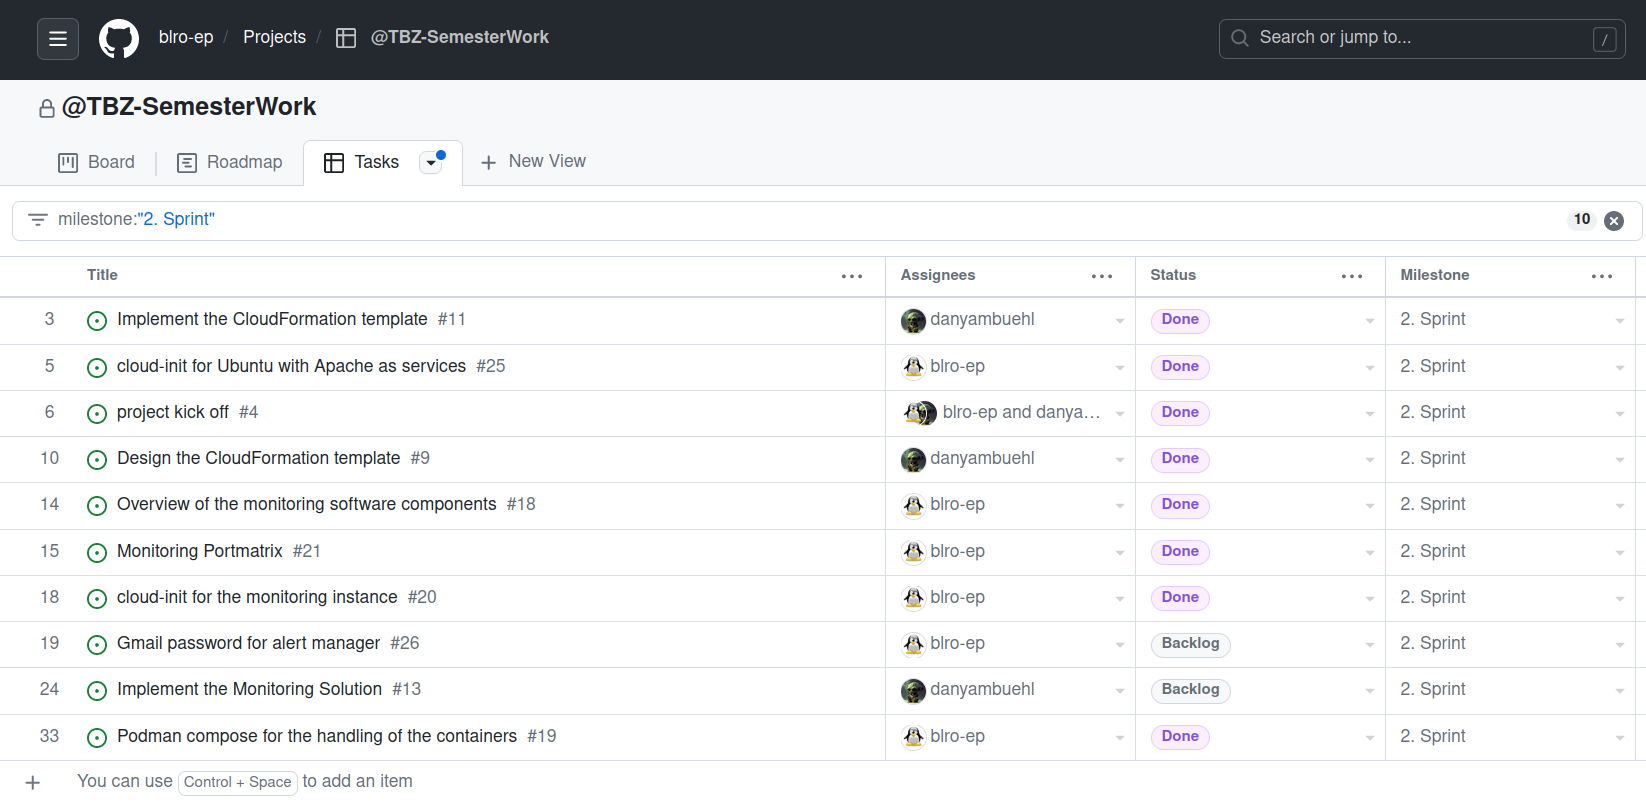 blro-ep / Projects / @TBZ-SemesterWork Search or jump to... /
@TBZ-SemesterWork
Board Roadmap Tasks New View
milestone:"2. Sprint" 10
Title Assignees Status Milestone
3 Implement the CloudFormation template #11 danyambuehl Done 2. Sprint
5 cloud-init for Ubuntu with Apache as services #25 blro-ep Done 2. Sprint
6 project kick off #4 blro-ep and danya... Done 2. Sprint
10 Design the CloudFormation template #9 danyambuehl Done 2. Sprint
14 Overview of the monitoring software components #18 blro-ep Done 2. Sprint
15 Monitoring Portmatrix #21 blro-ep Done 2. Sprint
18 cloud-init for the monitoring instance #20 blro-ep Done 2. Sprint
19 Gmail password for alert manager #26 blro-ep Backlog 2. Sprint
24 Implement the Monitoring Solution #13 danyambuehl Backlog 2. Sprint
33 Podman compose for the handling of the containers #19 blro-ep Done 2. Sprint
+ You can use Control + Space to add an item